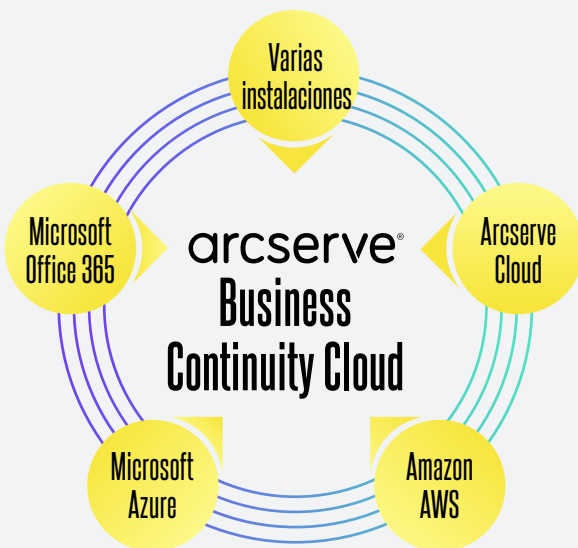 Varias
instalaciones
Microsoft
Office 365
Arcserve
Cloud
arcserve®
Business
Continuity Cloud
Microsoft
Azure
Amazon
AWS